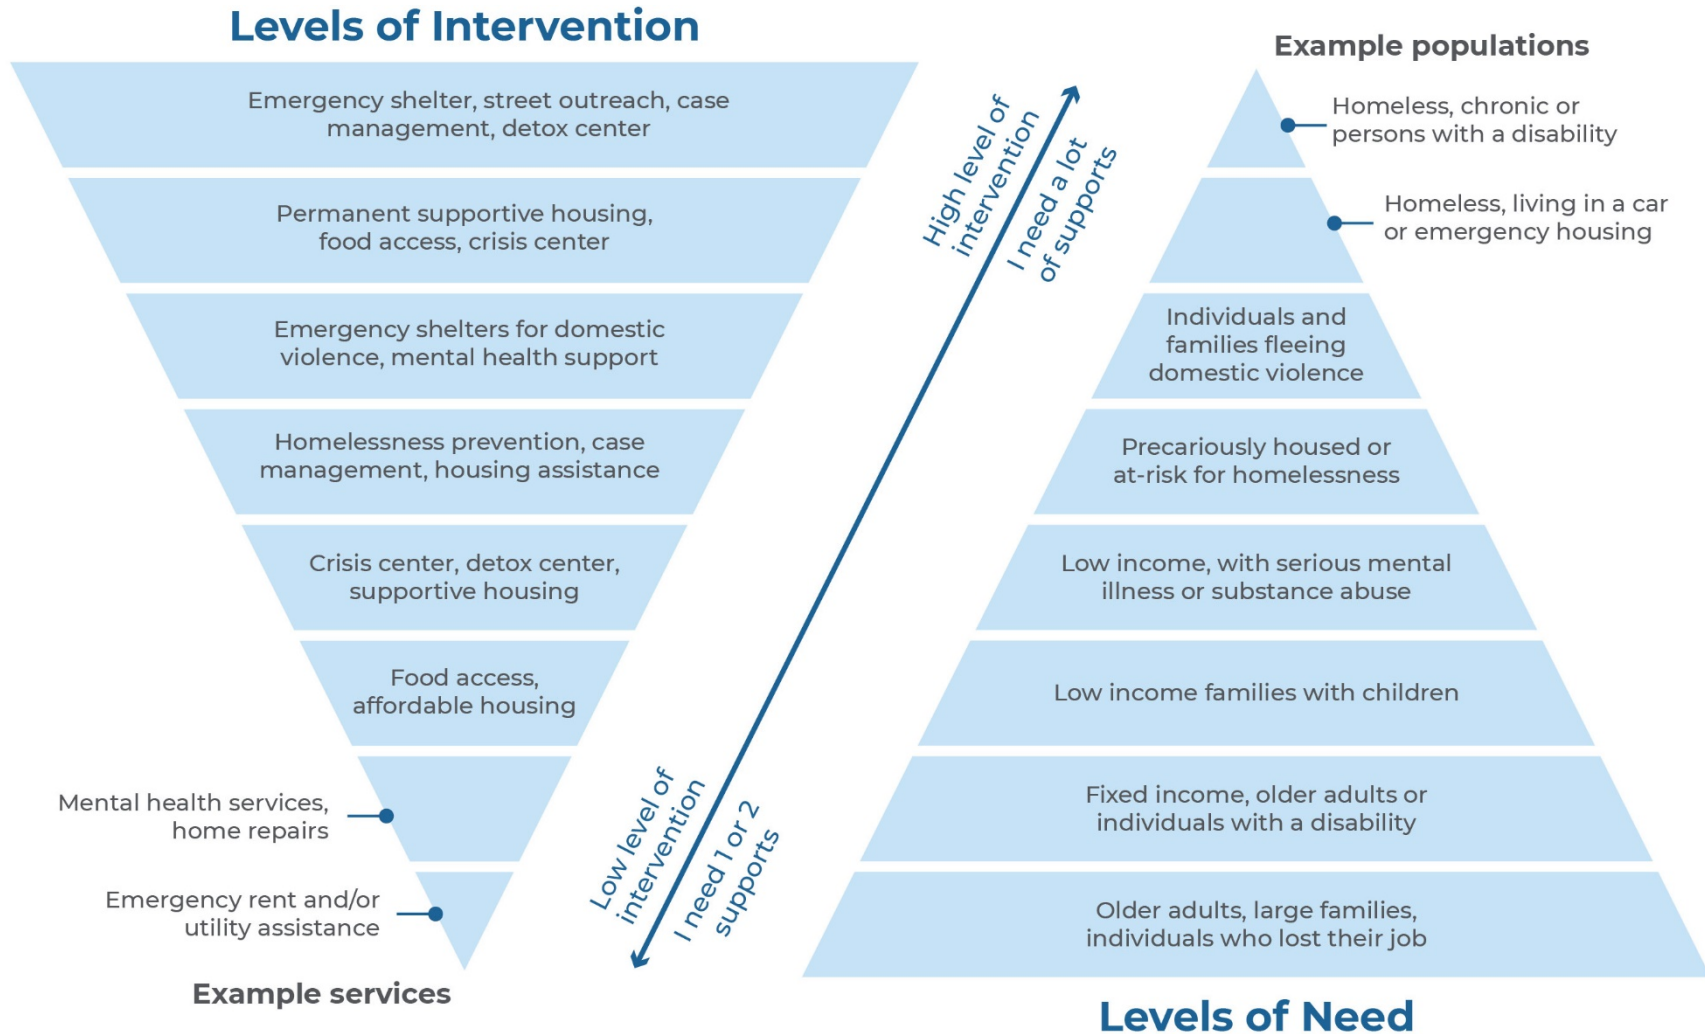 Levels of Intervention
Emergency shelter, street outreach, case
management, detox center
Permanent supportive housing,
food access, crisis center
Emergency shelters for domestic
violence, mental health support
Homelessness prevention, case
management, housing assistance
Crisis center, detox center,
supportive housing
Food access,
affordable housing
Mental health services,
home repairs
Emergency rent and/or
utility assistance
Example services
High level of
intervention
I need a lot
of supports
Low level of
intervention
I need 1 or 2
supports
Example populations
Homeless, chronic or
persons with a disability
Homeless, living in a car
or emergency housing
Individuals and
families fleeing
domestic violence
Precariously housed or
at-risk for homelessness
Low income, with serious mental
illness or substance abuse
Low income families with children
Fixed income, older adults or
individuals with a disability
Older adults, large families,
individuals who lost their job
Levels of Need